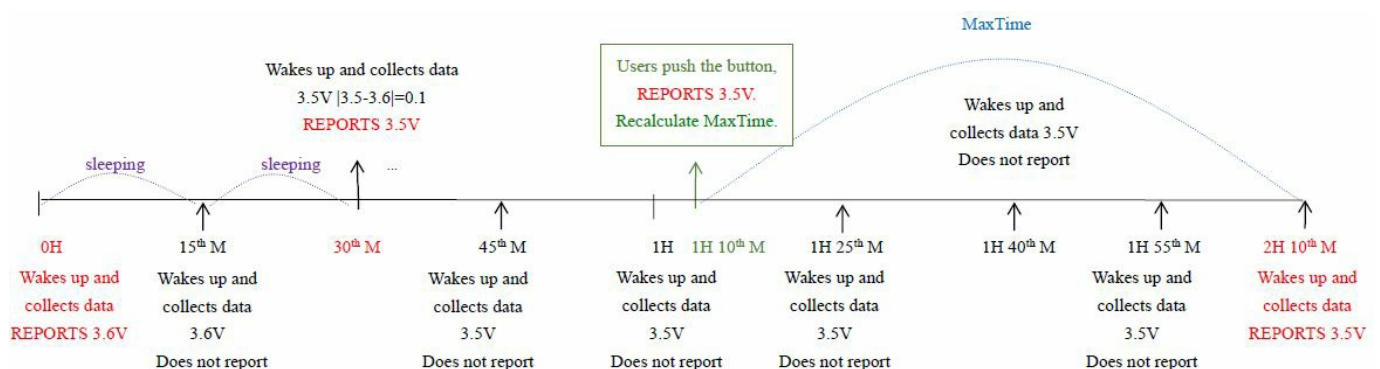 MaxTime
Wakes up and collects data
3.5V |3.5-3.6|=0.1
REPORTS 3.5V
Users push the button,
REPORTS 3.5V.
Recalculate MaxTime.
Wakes up and
collects data 3.5V
Does not report
sleeping
sleeping
...
0H
15th M
30th M
45th M
1H
1H 10th M
1H 25th M
1H 40th M
1H 55th M
2H 10th M
Wakes up and
collects data
REPORTS 3.6V
Wakes up and
collects data
3.6V
Does not report
Wakes up and
collects data
3.5V
Does not report
Wakes up and
collects data
3.5V
Does not report
Wakes up and
collects data
3.5V
Does not report
Wakes up and
collects data
3.5V
Does not report
Wakes up and
collects data
REPORTS 3.5V